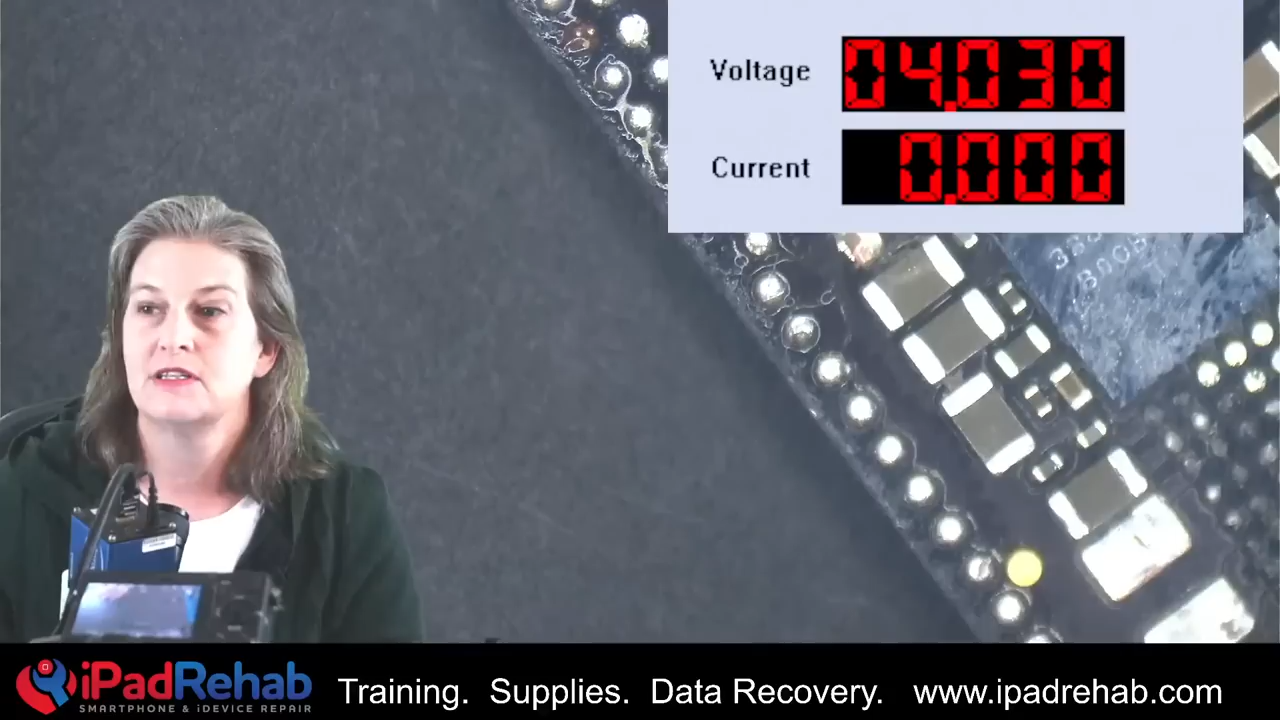 Voltage 04.030
Current 0.000
iPadRehab
SMARTPHONE & iDEVICE REPAIR
Training. Supplies. Data Recovery. www.ipadrehab.com